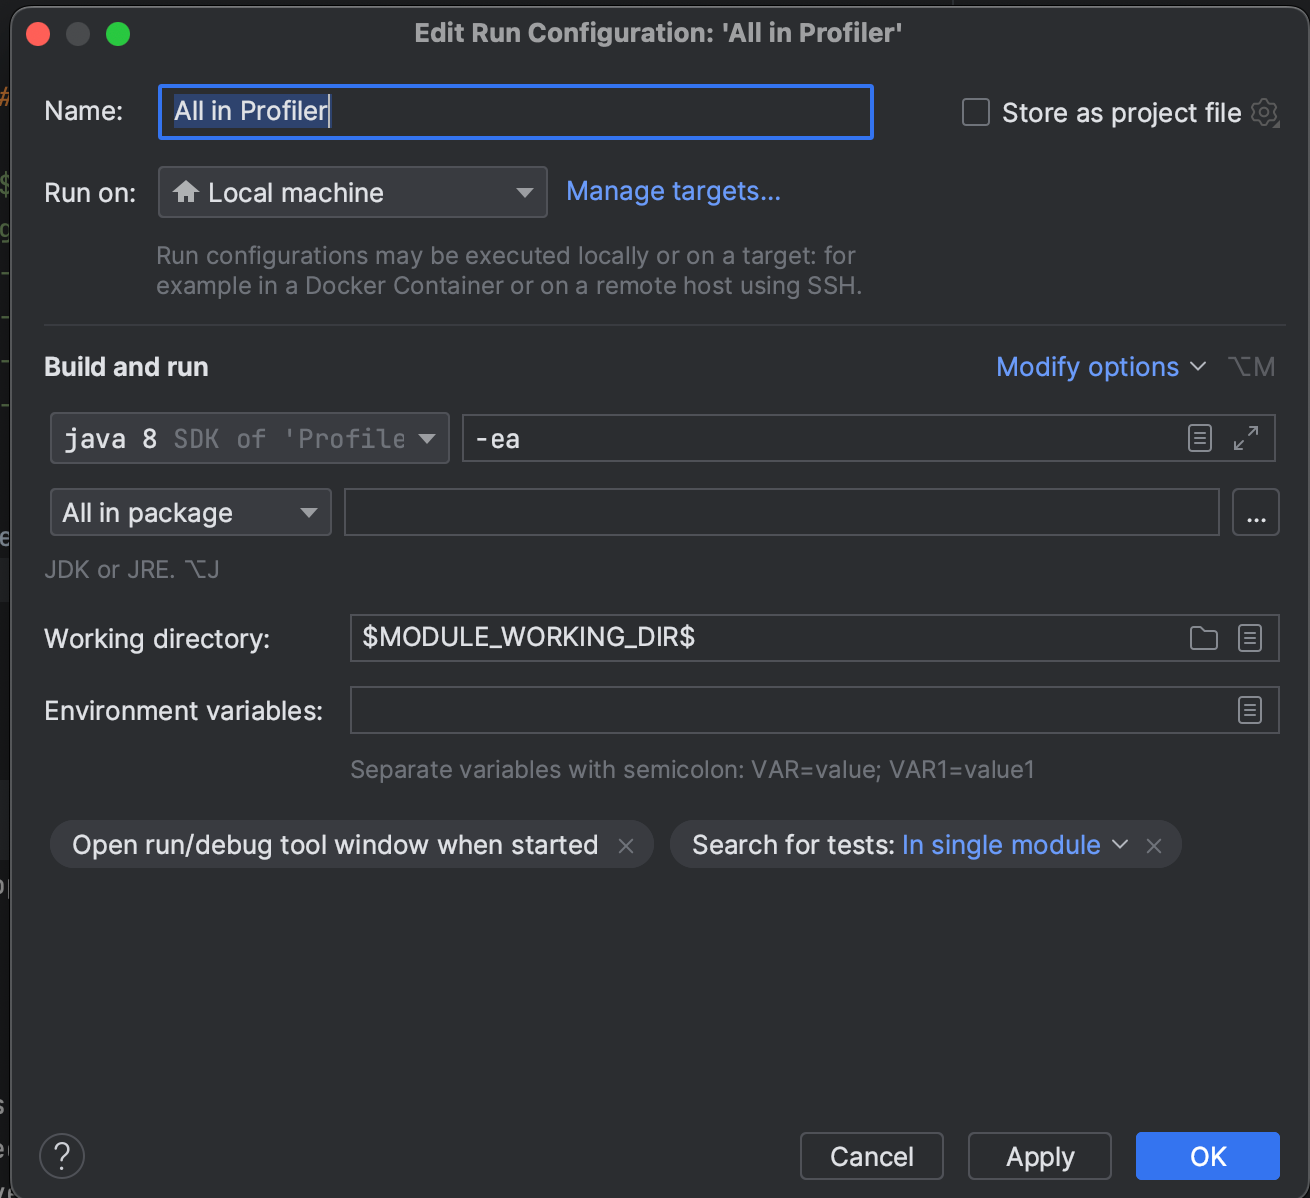 Edit Run Configuration: 'All in Profiler'
Name:
All in Profiler
Store as project file
Run on:
Local machine
Manage targets...
Run configurations may be executed locally or on a target: for
example in a Docker Container or on a remote host using SSH.
Build and run
Modify options
⌥M
java 8 SDK of 'Profile
-ea
All in package
...
JDK or JRE. ⌥J
Working directory:
$MODULE_WORKING_DIR$
Environment variables:
Separate variables with semicolon: VAR=value; VAR1=value1
Open run/debug tool window when started
Search for tests: In single module
?
Cancel
Apply
OK